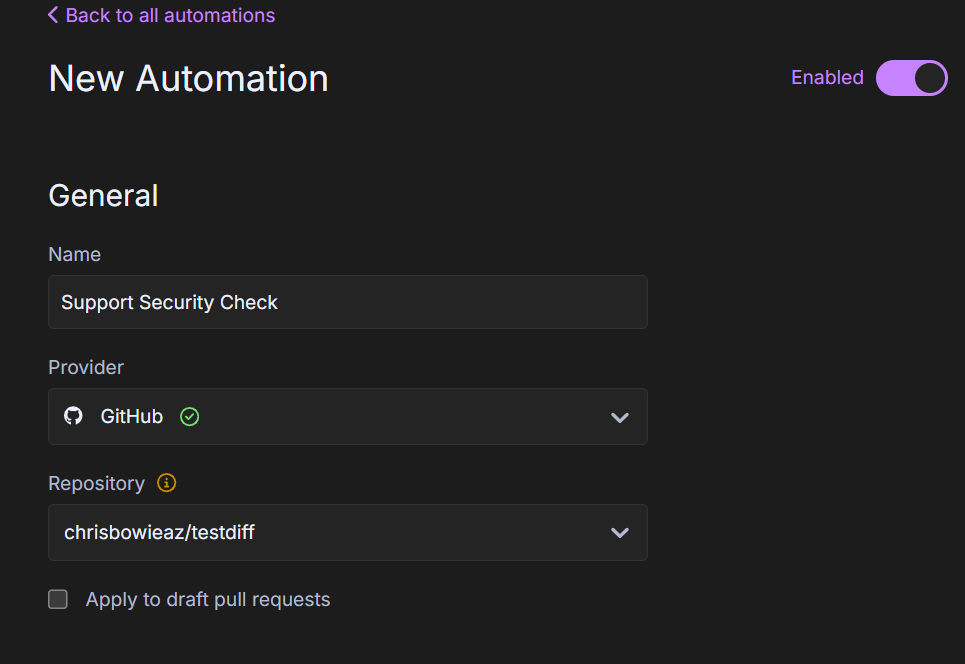 Back to all automations
New Automation
Enabled
General
Name
Support Security Check
Provider
GitHub
Repository
chrisbowieaz/testdiff
Apply to draft pull requests